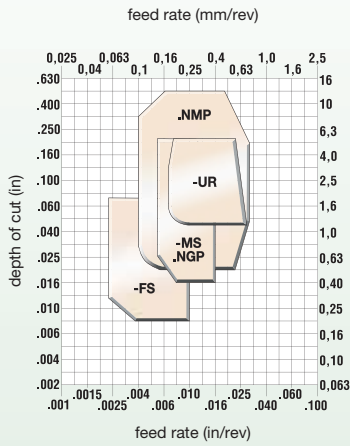 feed rate (mm/rev)
0,025 0,063 0,16 0,4 1,0 2,5
0,04 0,1 0,25 0,63 1,6
.630 16
.400 10
.NMP
.250 6,3
.160 4,0
.100 -UR 2,5
.060 1,6
.040 1,0
-MS
.025 .NGP 0,63
.016 -FS 0,40
.010 0,25
.006 0,16
.004 0,10
.002 0,063
depth of cut (in)
.0015 .004 .010 .025 .060
.001 .0025 .006 .016 .040 .100
feed rate (in/rev)